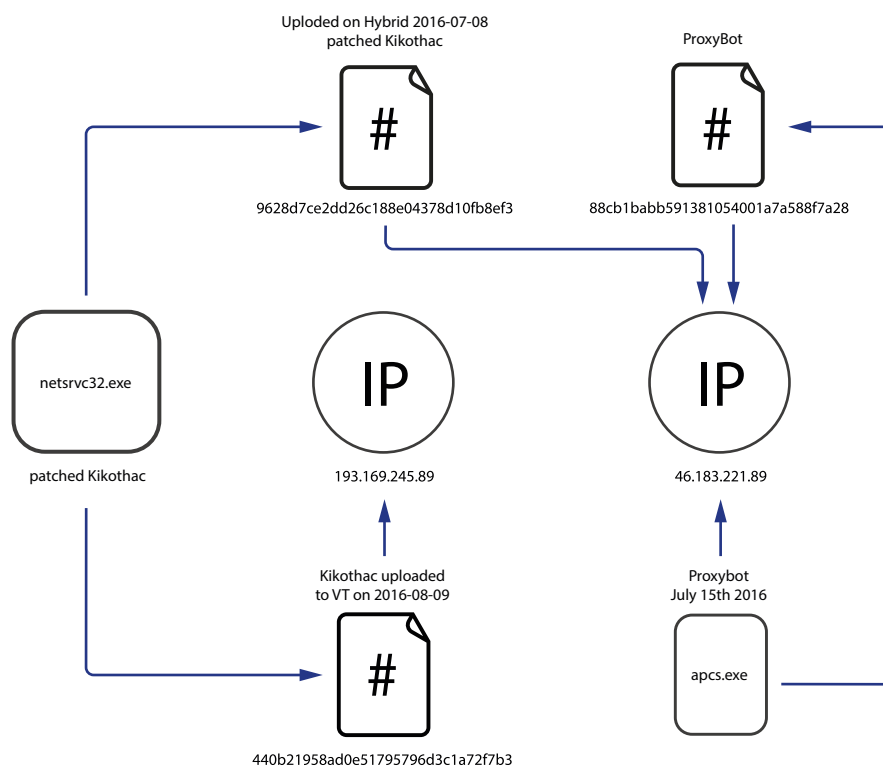 Uploded on Hybrid 2016-07-08
patched Kikothac
#
9628d7ce2dd26c188e04378d10fb8ef3
ProxyBot
#
88cb1babb591381054001a7a588f7a28
netsrvc32.exe
patched Kikothac
IP
193.169.245.89
IP
46.183.221.89
Kikothac uploaded
to VT on 2016-08-09
#
440b21958ad0e51795796d3c1a72f7b3
Proxybot
July 15th 2016
apcs.exe